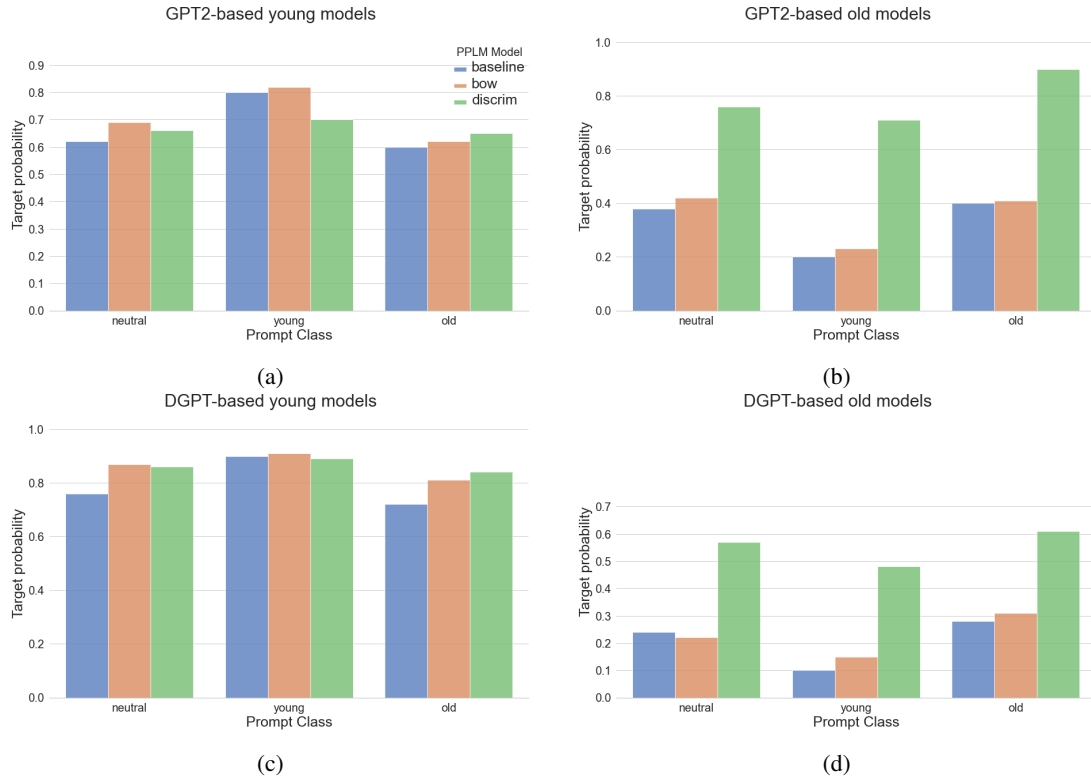 GPT2-based young models
PPLM Model
baseline
bow
discrim
Target probability
0.9
0.8
0.7
0.6
0.5
0.4
0.3
0.2
0.1
0.0
neutral young old
Prompt Class
(a)
GPT2-based old models
Target probability
1.0
0.8
0.6
0.4
0.2
0.0
neutral young old
Prompt Class
(b)
DGPT-based young models
Target probability
1.0
0.8
0.6
0.4
0.2
0.0
neutral young old
Prompt Class
(c)
DGPT-based old models
Target probability
0.7
0.6
0.5
0.4
0.3
0.2
0.1
0.0
neutral young old
Prompt Class
(d)